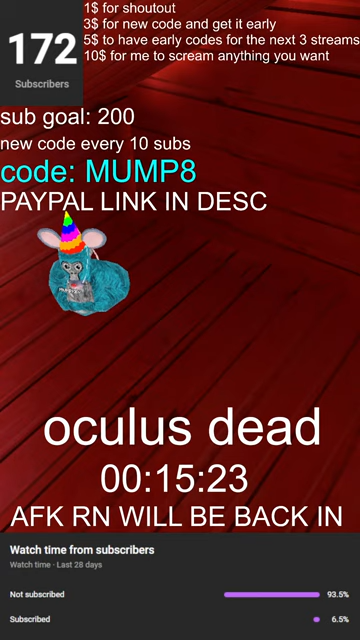 172
Subscribers
1$ for shoutout
3$ for new code and get it early
5$ to have early codes for the next 3 streams
10$ for me to scream anything you want
sub goal: 200
new code every 10 subs
code: MUMP8
PAYPAL LINK IN DESC
oculus dead
00:15:23
AFK RN WILL BE BACK IN
Watch time from subscribers
Watch time · Last 28 days
Not subscribed 93.5%
Subscribed 6.5%